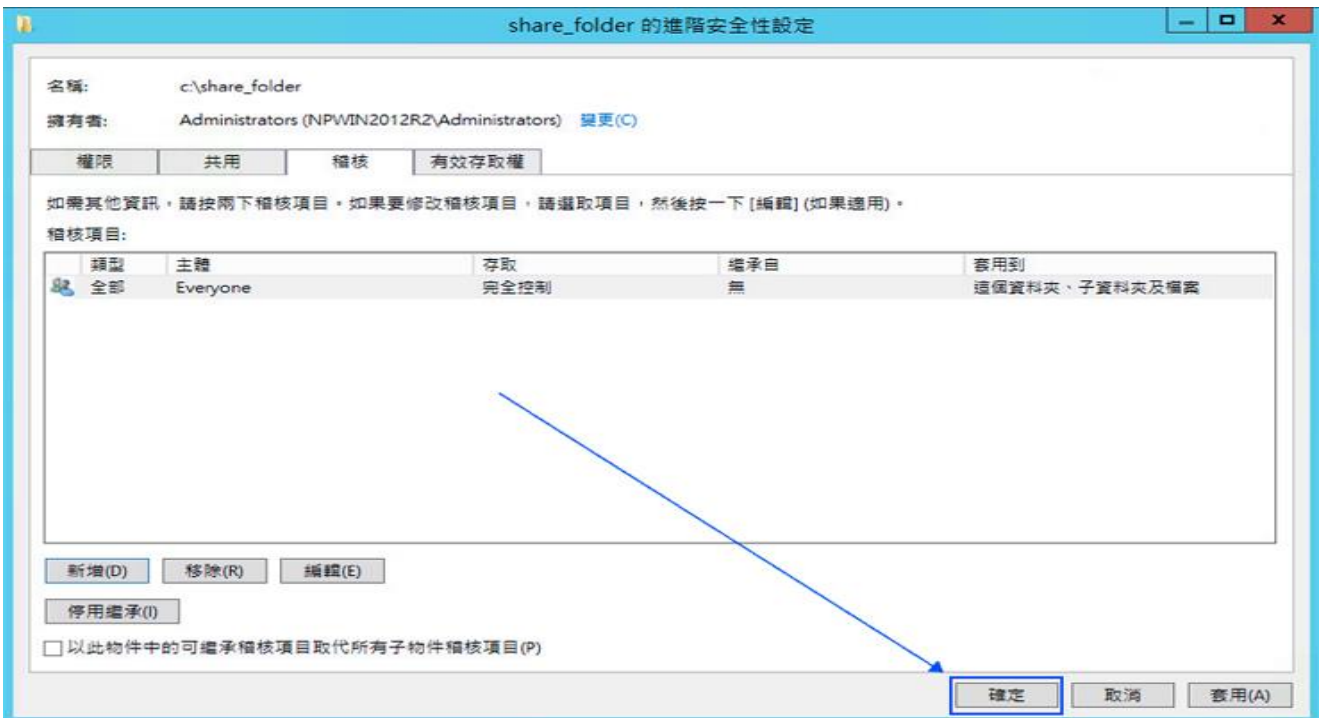 share_folder 的進階安全性設定
名稱: c:\share_folder
擁有者: Administrators (NPWIN2012R2\Administrators) 變更(C)
權限 共用 稽核 有效存取權
如需其他資訊，請按兩下稽核項目。如果要修改稽核項目，請選取項目，然後按一下 [編輯] (如果適用)。
稽核項目:
類型 主體 存取 繼承自 套用到
全部 Everyone 完全控制 無 這個資料夾、子資料夾及檔案
新增(D) 移除(R) 編輯(E)
停用繼承(I)
以此物件中的可繼承稽核項目取代所有子物件稽核項目(P)
確定 取消 套用(A)